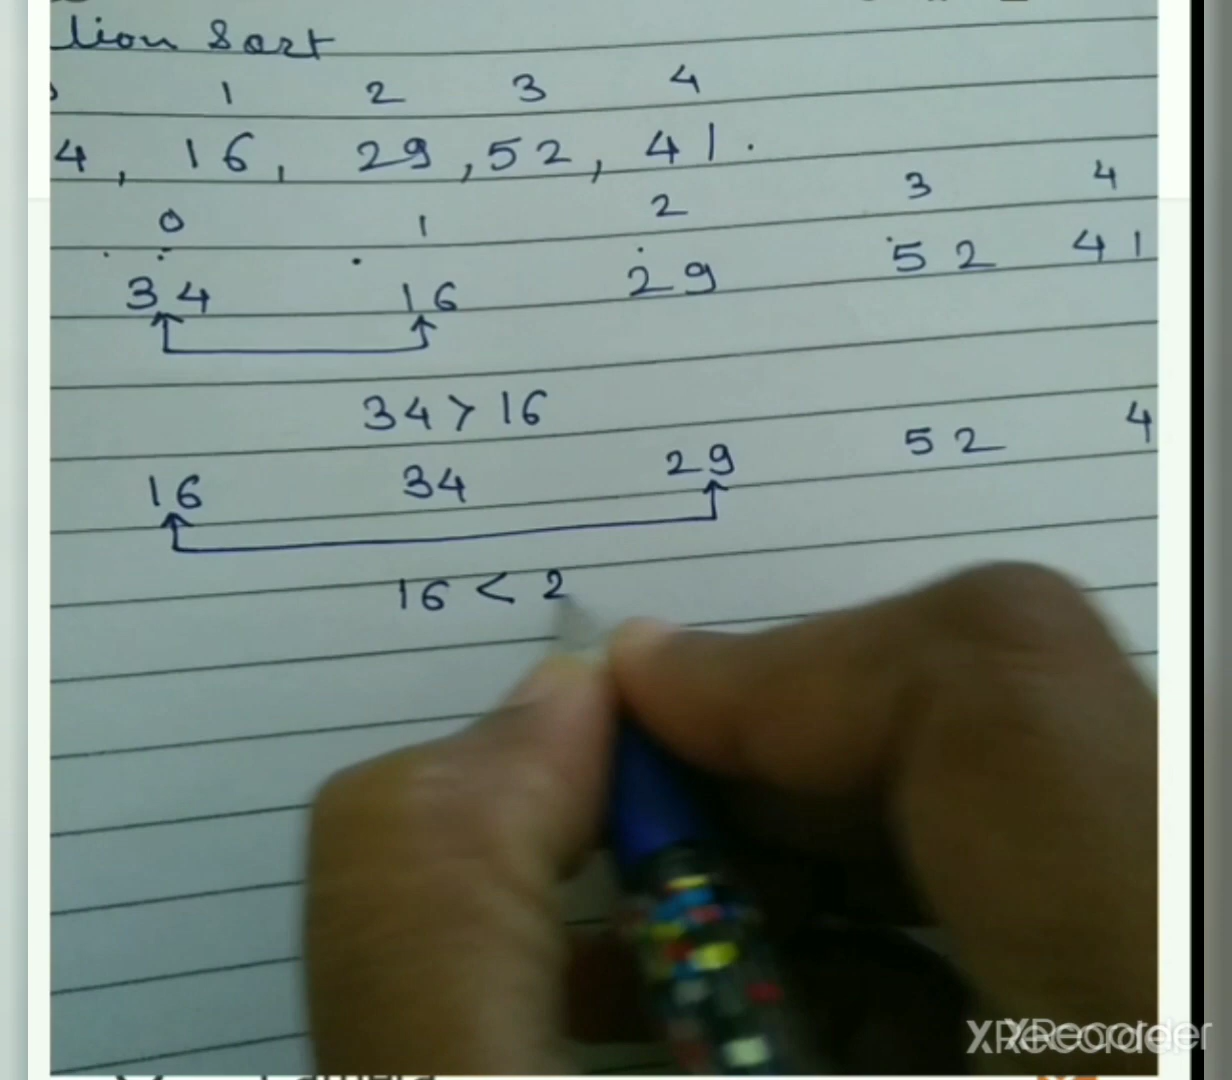 tion Sort
1 2 3 4
4, 16, 29, 52, 41.
0 1 2 3 4
34 16 29 52 41
34 > 16
16 34 29 52 4
16 < 2
XRecorder